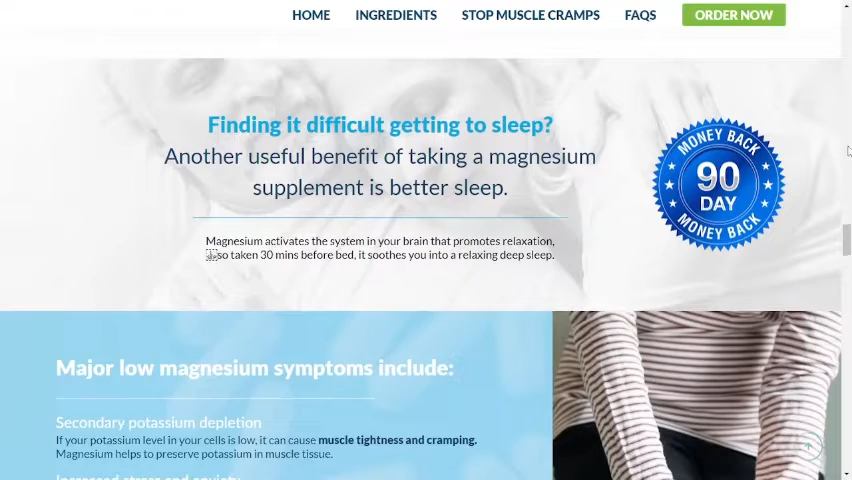 HOME INGREDIENTS STOP MUSCLE CRAMPS FAQS ORDER NOW
Finding it difficult getting to sleep?
Another useful benefit of taking a magnesium
supplement is better sleep.
MONEY BACK
90
DAY
MONEY BACK
Magnesium activates the system in your brain that promotes relaxation,
so taken 30 mins before bed, it soothes you into a relaxing deep sleep.
Major low magnesium symptoms include:
Secondary potassium depletion
If your potassium level in your cells is low, it can cause muscle tightness and cramping.
Magnesium helps to preserve potassium in muscle tissue.
Increased stress and anxiety